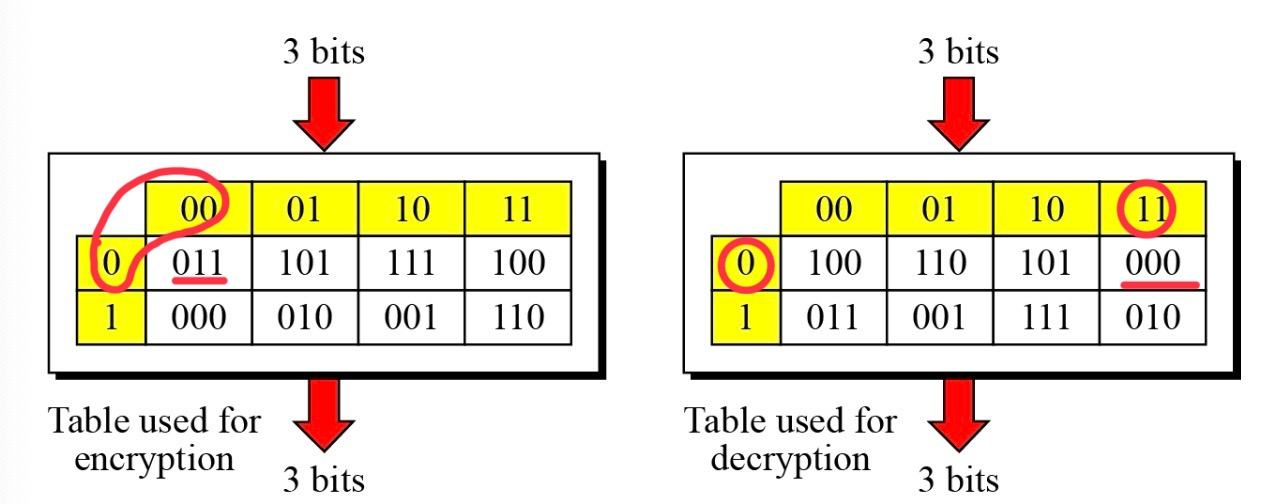 3 bits
3 bits
00 01 10 11
0 011 101 111 100
1 000 010 001 110
00 01 10 11
0 100 110 101 000
1 011 001 111 010
Table used for
encryption
3 bits
Table used for
decryption
3 bits